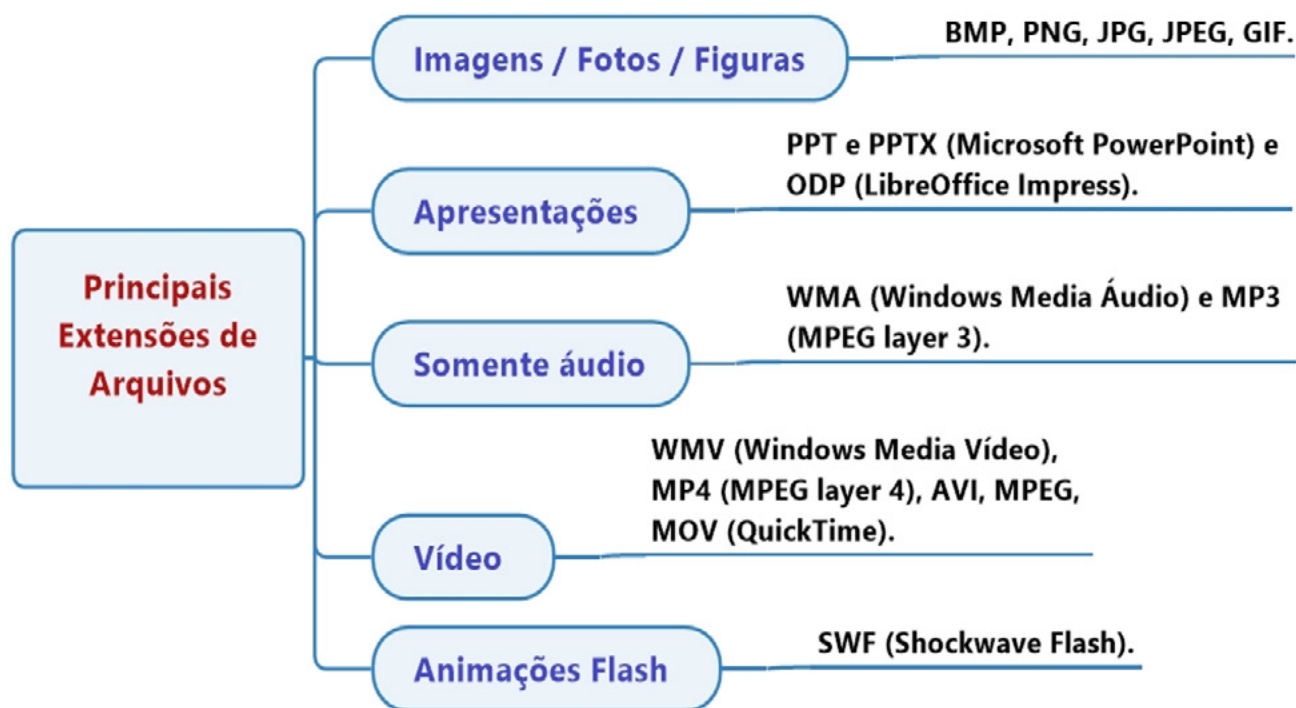 Principais
Extensões de
Arquivos
Imagens / Fotos / Figuras
BMP, PNG, JPG, JPEG, GIF.
Apresentações
PPT e PPTX (Microsoft PowerPoint) e
ODP (LibreOffice Impress).
Somente áudio
WMA (Windows Media Áudio) e MP3
(MPEG layer 3).
Vídeo
WMV (Windows Media Vídeo),
MP4 (MPEG layer 4), AVI, MPEG,
MOV (QuickTime).
Animações Flash
SWF (Shockwave Flash).